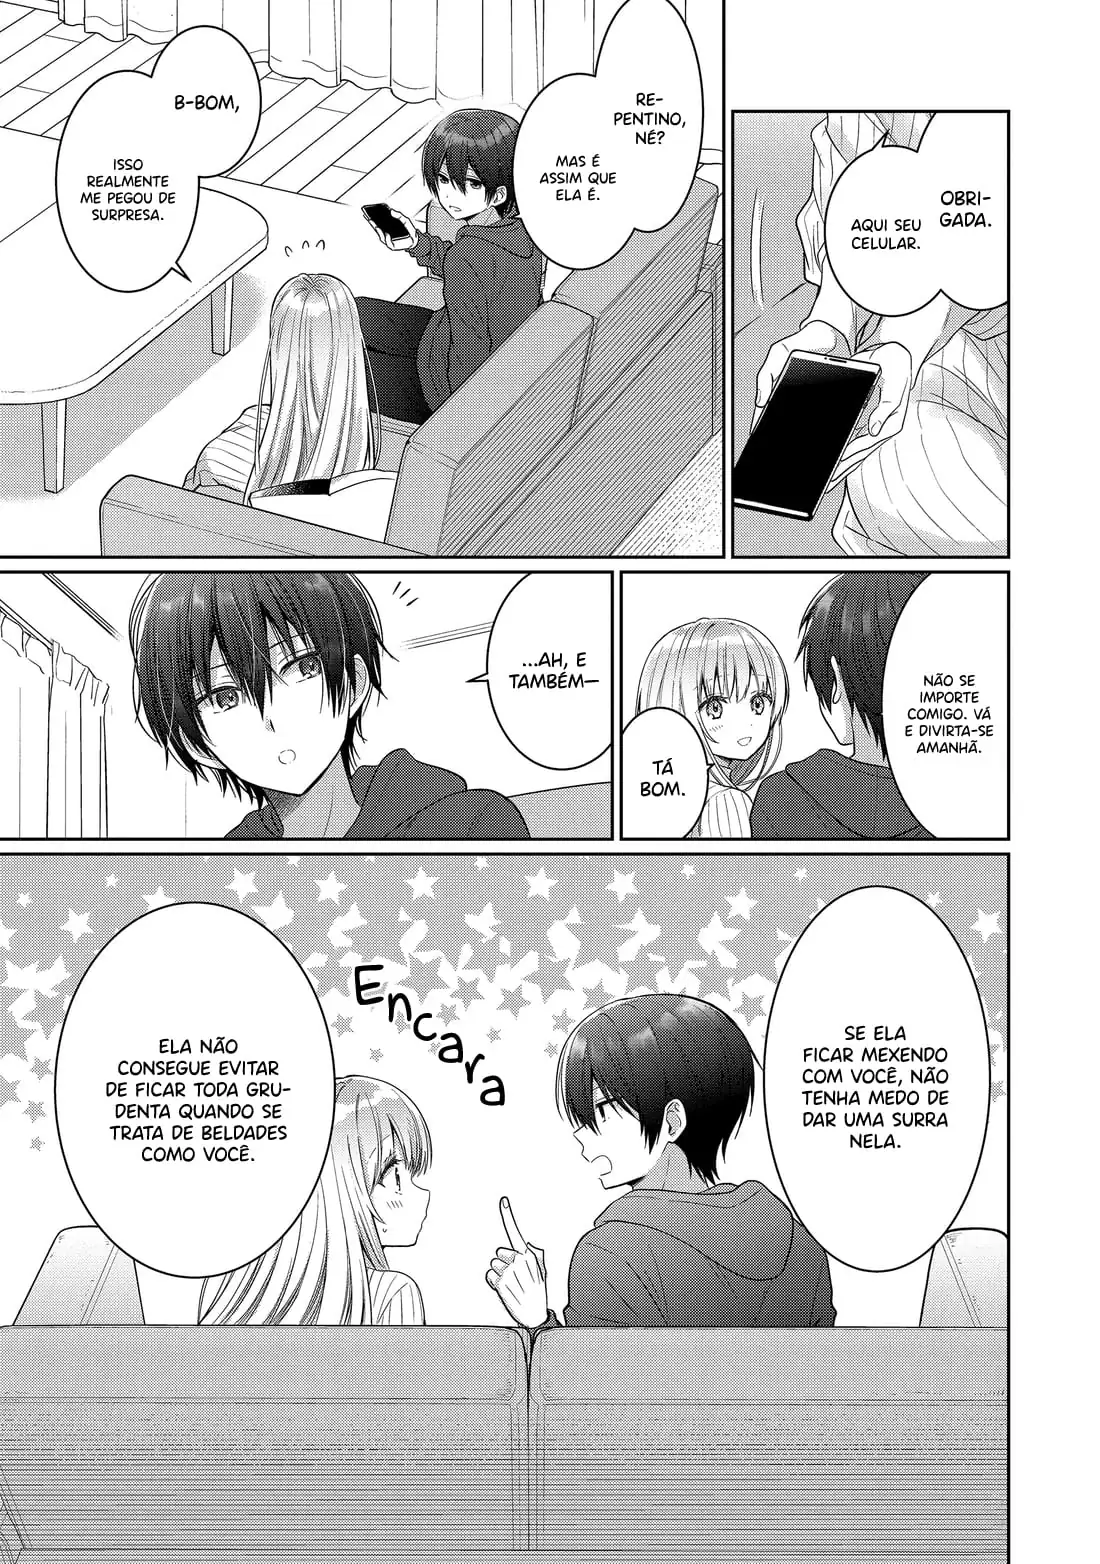 OBRI-
GADA.
AQUI SEU
CELULAR.
RE-
PENTINO,
NÉ?
MAS É
ASSIM QUE
ELA É.
B-BOM,
ISSO
REALMENTE
ME PEGOU DE
SURPRESA.
NÃO SE
IMPORTE
COMIGO. VÁ
E DIVIRTA-SE
AMANHÃ.
TÁ
BOM.
...AH, E
TAMBÉM—
SE ELA
FICAR MEXENDO
COM VOCÊ, NÃO
TENHA MEDO DE
DAR UMA SURRA
NELA.
Encara
ELA NÃO
CONSEGUE EVITAR
DE FICAR TODA GRU-
DENTA QUANDO SE
TRATA DE BELDADES
COMO VOCÊ.